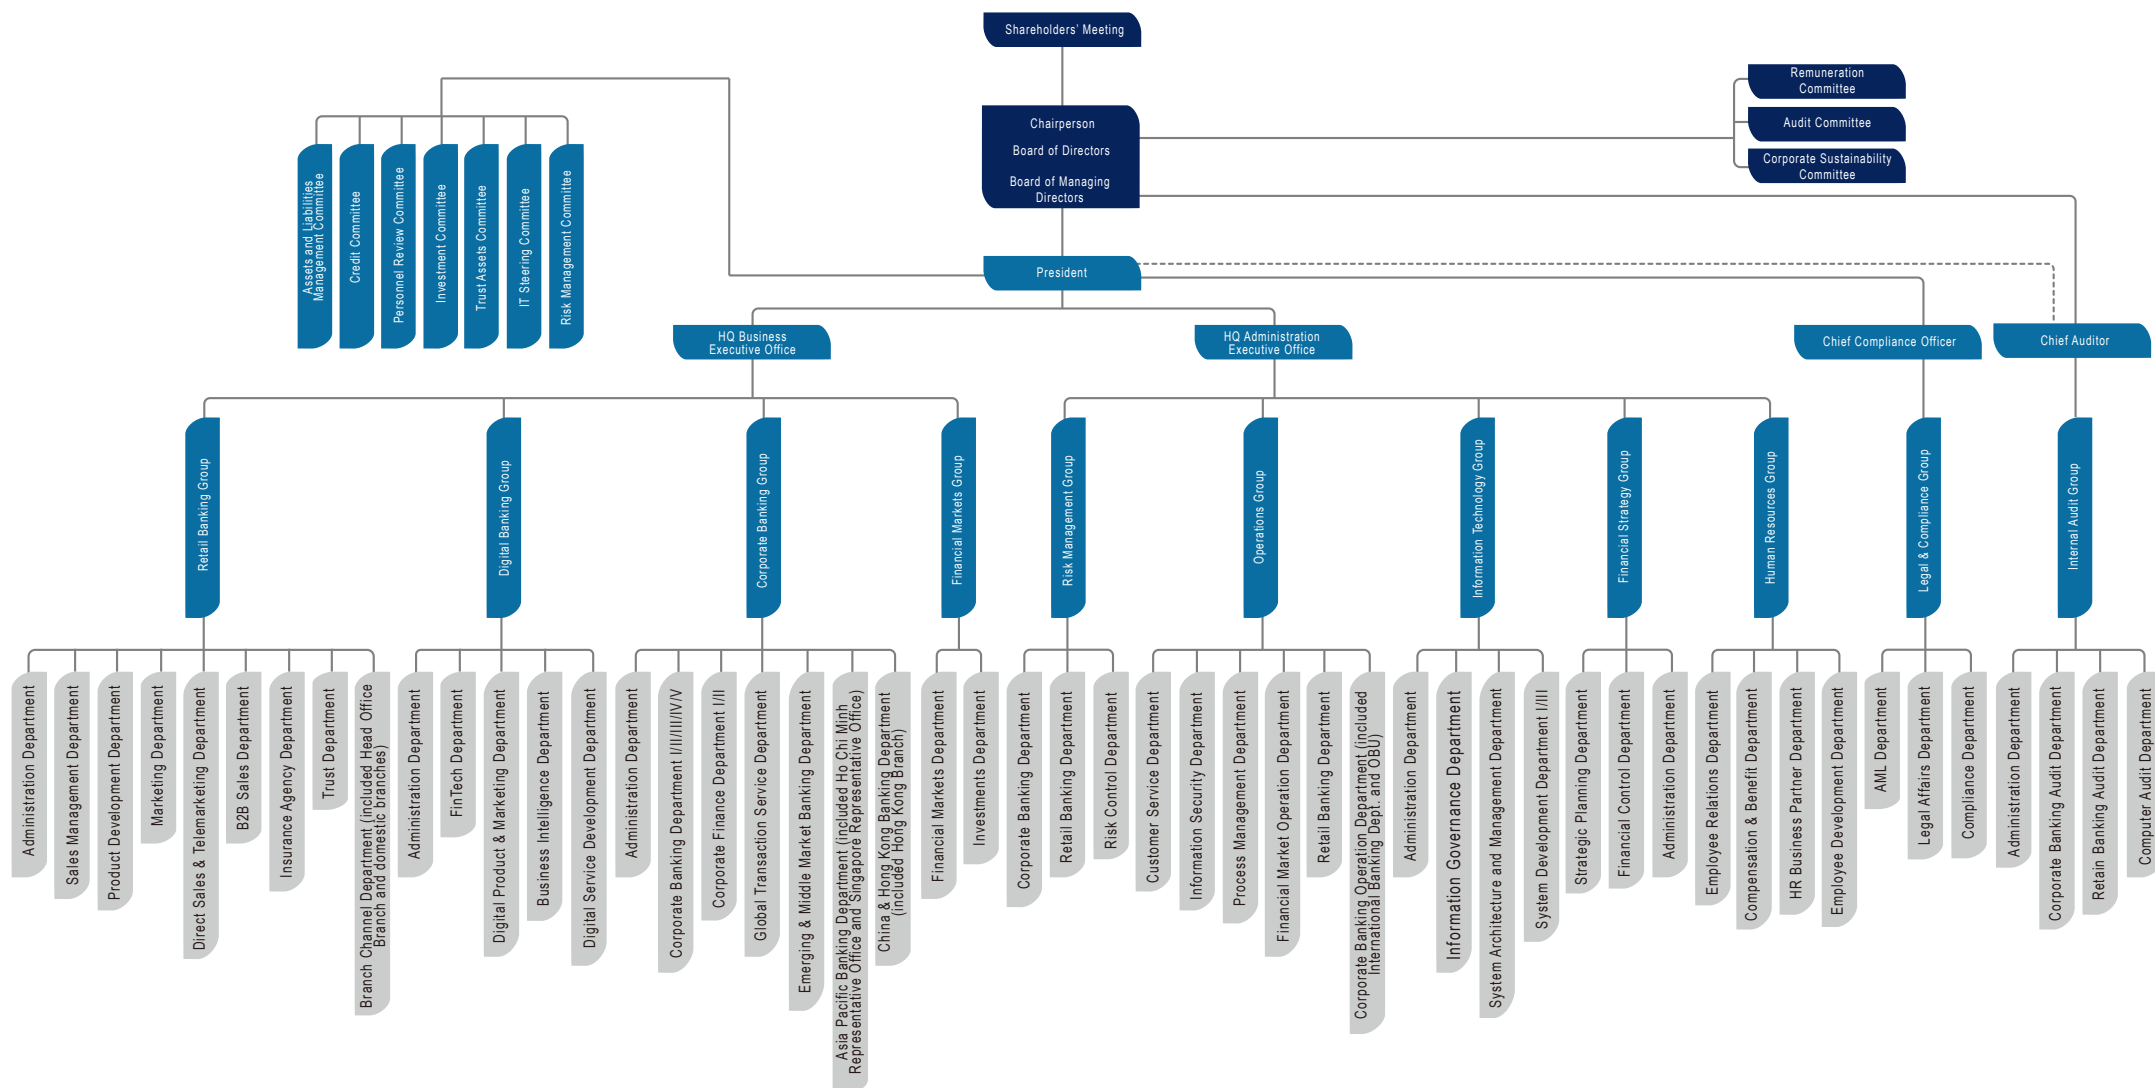 Shareholders' Meeting
Remuneration
Committee
Chairperson
Board of Directors
Board of Managing
Directors
Audit Committee
Corporate Sustainability
Committee
Assets and Liabilities
Management Committee
Credit Committee
Personnel Review Committee
Investment Committee
Trust Assets Committee
IT Steering Committee
Risk Management Committee
President
HQ Business
Executive Office
HQ Administration
Executive Office
Chief Compliance Officer
Chief Auditor
Retail Banking Group
Digital Banking Group
Corporate Banking Group
Financial Markets Group
Risk Management Group
Operations Group
Information Technology Group
Financial Strategy Group
Human Resources Group
Legal & Compliance Group
Internal Audit Group
Administration Department
Sales Management Department
Product Development Department
Marketing Department
Direct Sales & Telemarketing Department
B2B Sales Department
Insurance Agency Department
Trust Department
Branch Channel Department (included Head Office
Branch and domestic branches)
Administration Department
FinTech Department
Digital Product & Marketing Department
Business Intelligence Department
Digital Service Development Department
Administration Department
Corporate Banking Department I/II/III/IV/V
Corporate Finance Department I/II
Global Transaction Service Department
Emerging & Middle Market Banking Department
Asia Pacific Banking Department (included Ho Chi Minh
Representative Office and Singapore Representative Office)
China & Hong Kong Banking Department
(included Hong Kong Branch)
Financial Markets Department
Investments Department
Corporate Banking Department
Retail Banking Department
Risk Control Department
Customer Service Department
Information Security Department
Process Management Department
Financial Market Operation Department
Retail Banking Department
Corporate Banking Operation Department (included
International Banking Dept. and OBU)
Administration Department
Information Governance Department
System Architecture and Management Department
System Development Department I/II/III
Strategic Planning Department
Financial Control Department
Administration Department
Employee Relations Department
Compensation & Benefit Department
HR Business Partner Department
Employee Development Department
AML Department
Legal Affairs Department
Compliance Department
Administration Department
Corporate Banking Audit Department
Retain Banking Audit Department
Computer Audit Department